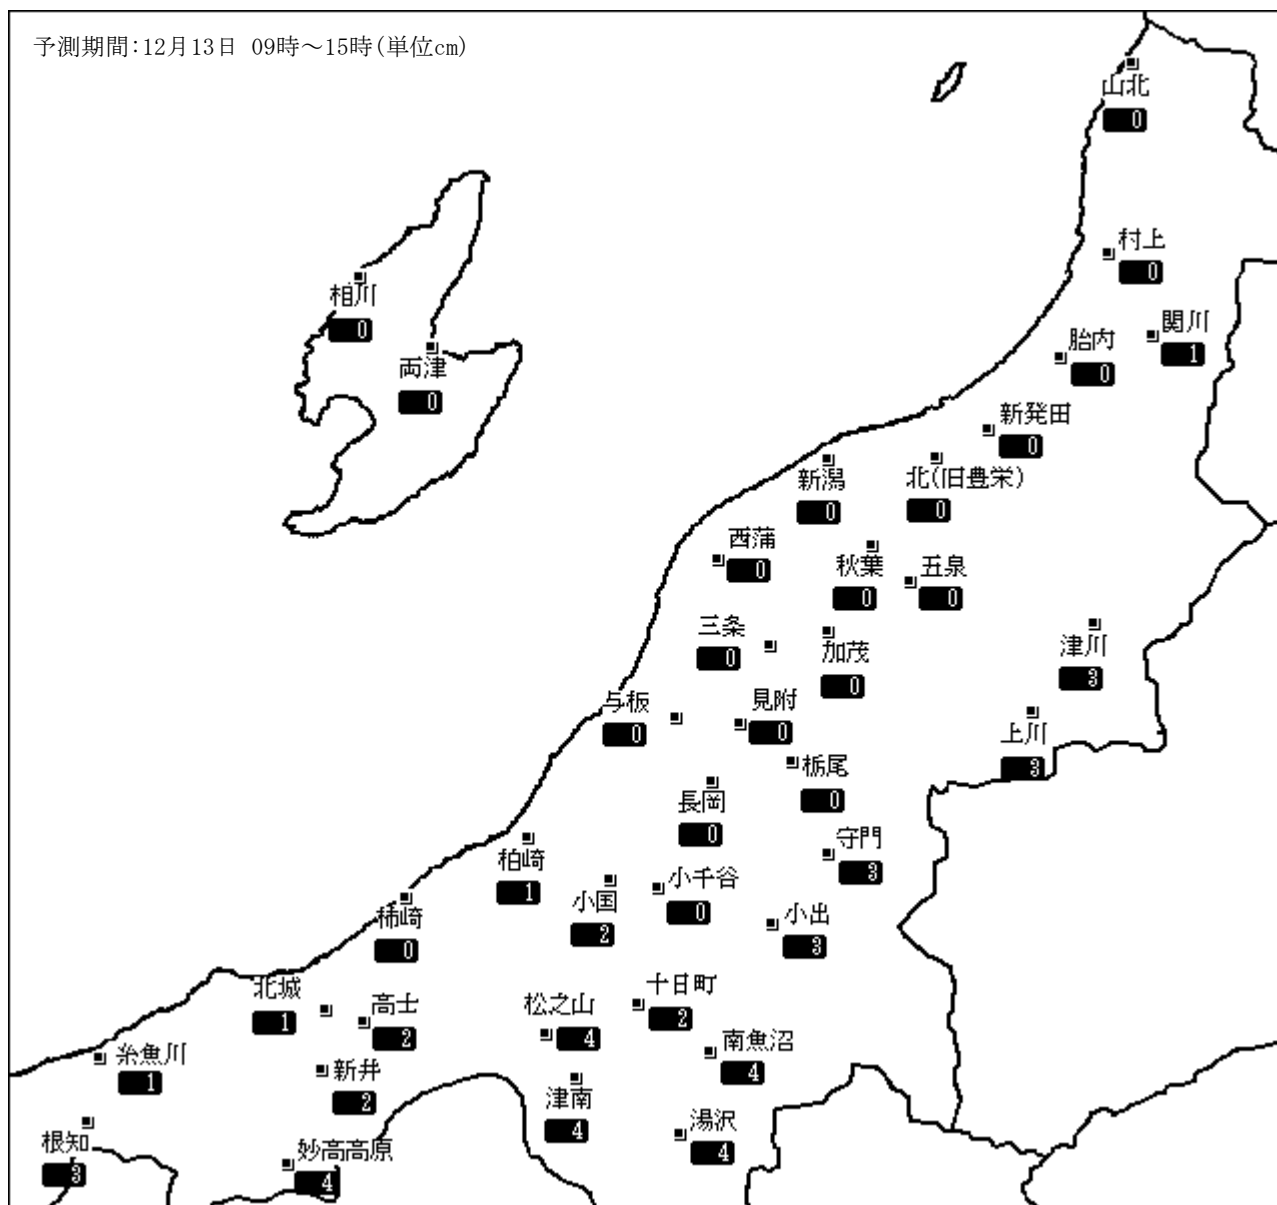 予測期間:12月13日 09時～15時(単位cm)
山北
0
村上
0
相川
0
関川
1
胎内
0
両津
0
新発田
0
新潟
0
北(旧豊栄)
0
西蒲
0
秋葉
0
五泉
0
三条
0
加茂
0
津川
3
与板
0
見附
0
上川
3
栃尾
0
長岡
0
守門
3
柏崎
1
小国
2
小千谷
0
柿崎
0
小出
3
北城
1
高士
2
松之山
4
十日町
2
糸魚川
1
新井
2
南魚沼
4
津南
4
湯沢
4
根知
3
妙高高原
4